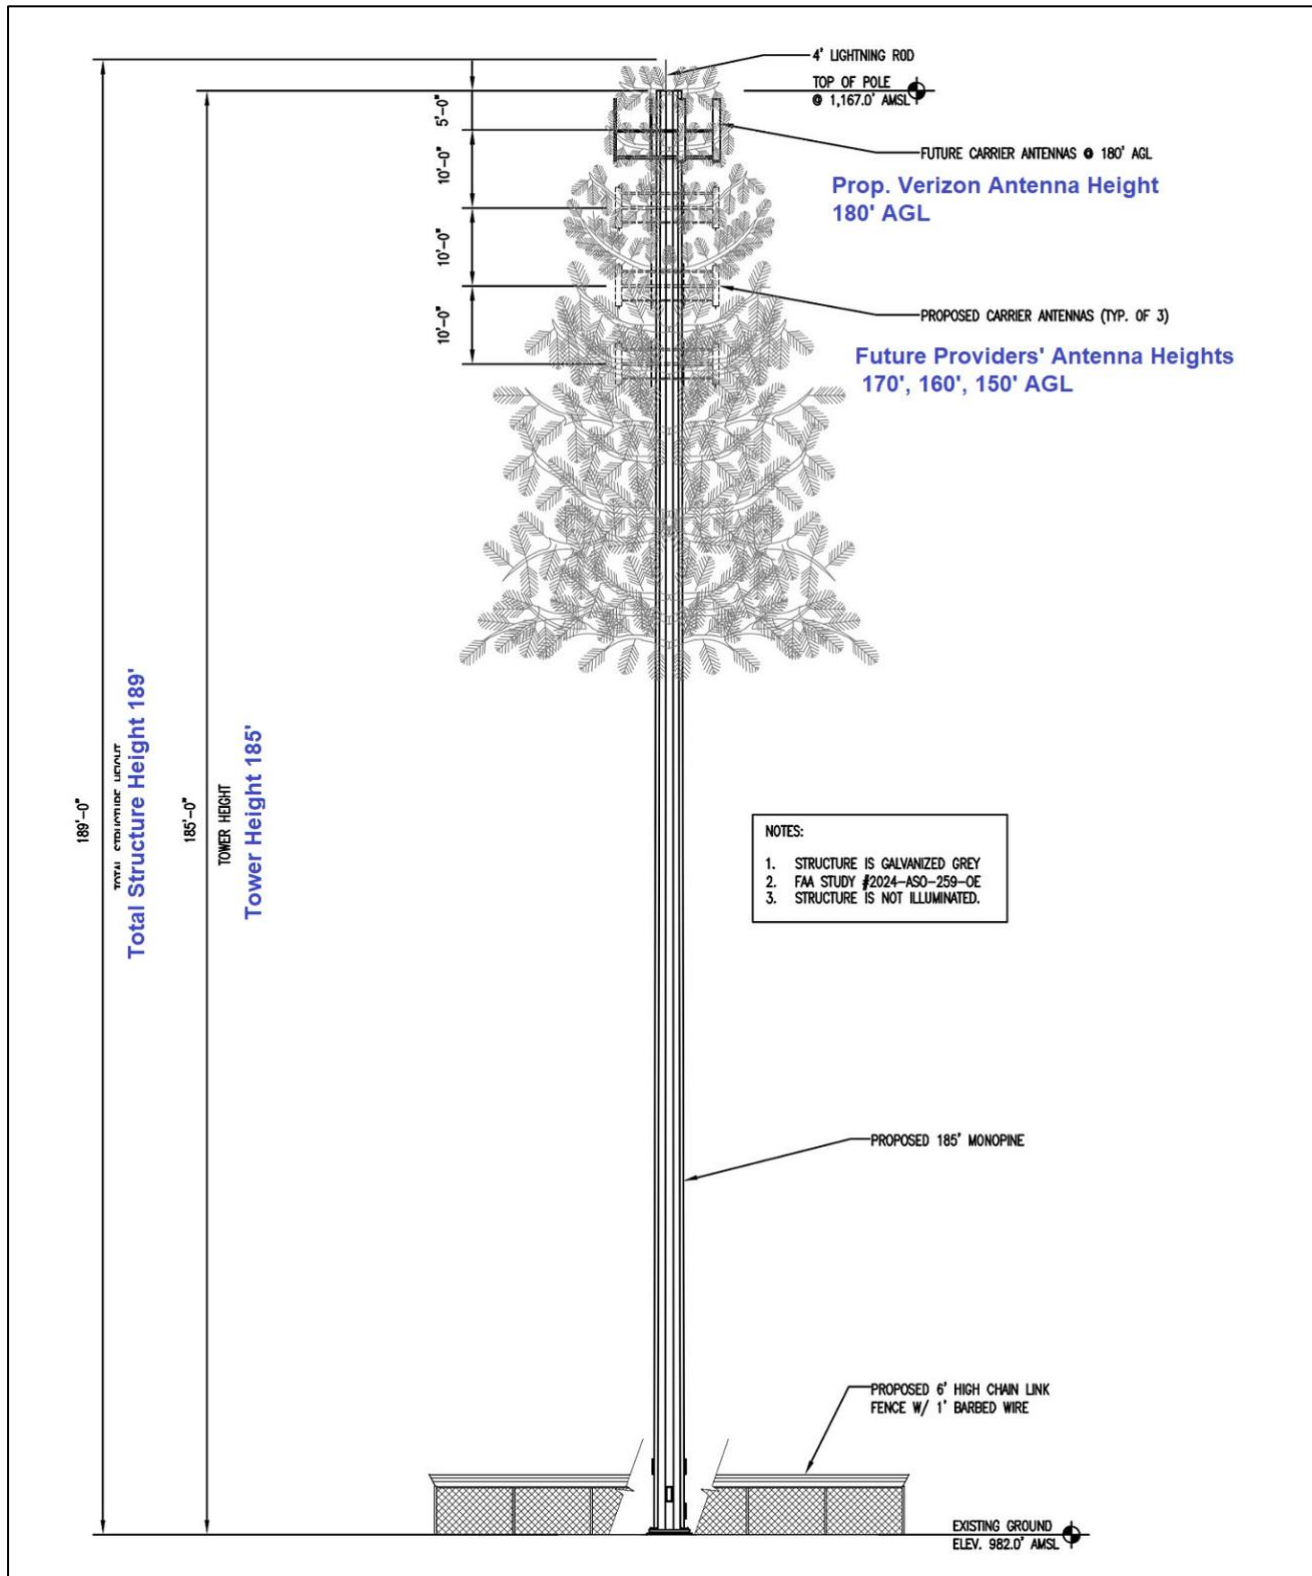 4' LIGHTNING ROD
TOP OF POLE
@ 1,167.0' AMSL
5'-0"
10'-0"
10'-0"
10'-0"
FUTURE CARRIER ANTENNAS @ 180' AGL
Prop. Verizon Antenna Height
180' AGL
PROPOSED CARRIER ANTENNAS (TYP. OF 3)
Future Providers' Antenna Heights
170', 160', 150' AGL
189'-0"
TOTAL STRUCTURE HEIGHT
Total Structure Height 189'
185'-0"
TOWER HEIGHT
Tower Height 185'
NOTES:
1. STRUCTURE IS GALVANIZED GREY
2. FAA STUDY #2024-ASO-259-OE
3. STRUCTURE IS NOT ILLUMINATED.
PROPOSED 185' MONOPINE
PROPOSED 6' HIGH CHAIN LINK
FENCE W/ 1' BARBED WIRE
EXISTING GROUND
ELEV. 982.0' AMSL